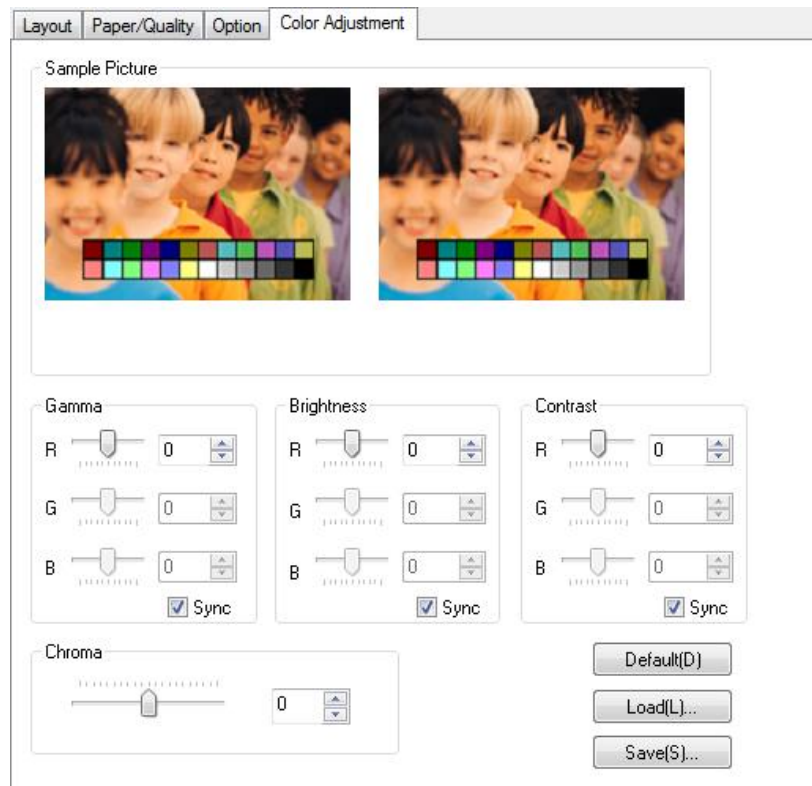 Layout Paper/Quality Option Color Adjustment
Sample Picture
Gamma Brightness Contrast
R 0 R 0 R 0
G 0 G 0 G 0
B 0 B 0 B 0
Sync Sync Sync
Chroma
0
Default(D)
Load(L)...
Save(S)...